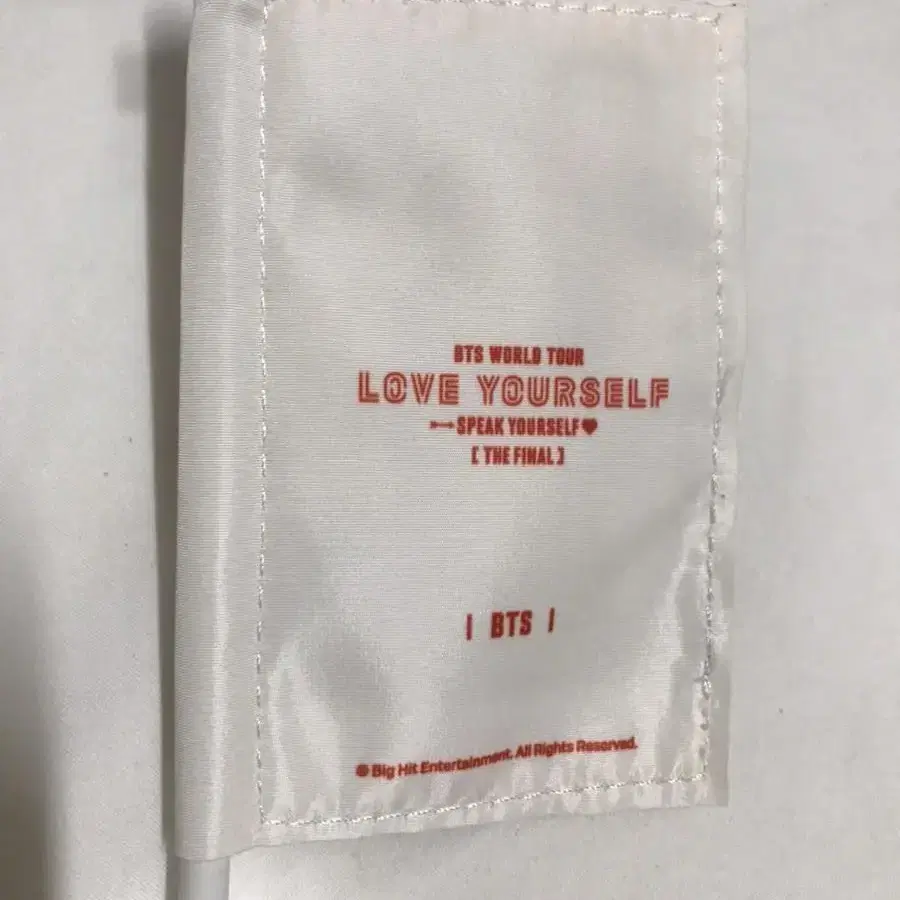 BTS WORLD TOUR
LOVE YOURSELF
SPEAK YOURSELF
[ THE FINAL ]
| BTS |
© Big Hit Entertainment. All Rights Reserved.